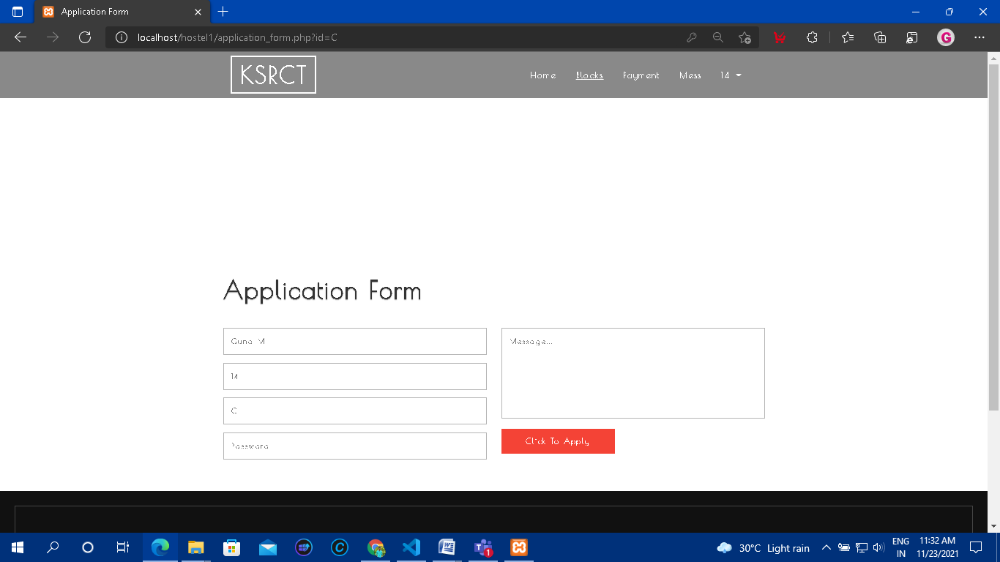 Application Form
localhost/hostel1/application_form.php?id=C
G
KSRCT
Home Blocks Payment Mess 14
Application Form
Guna M
Message...
14
C
Password
Click To Apply
30°C Light rain
1
ENG
IN
11:32 AM
11/23/2021